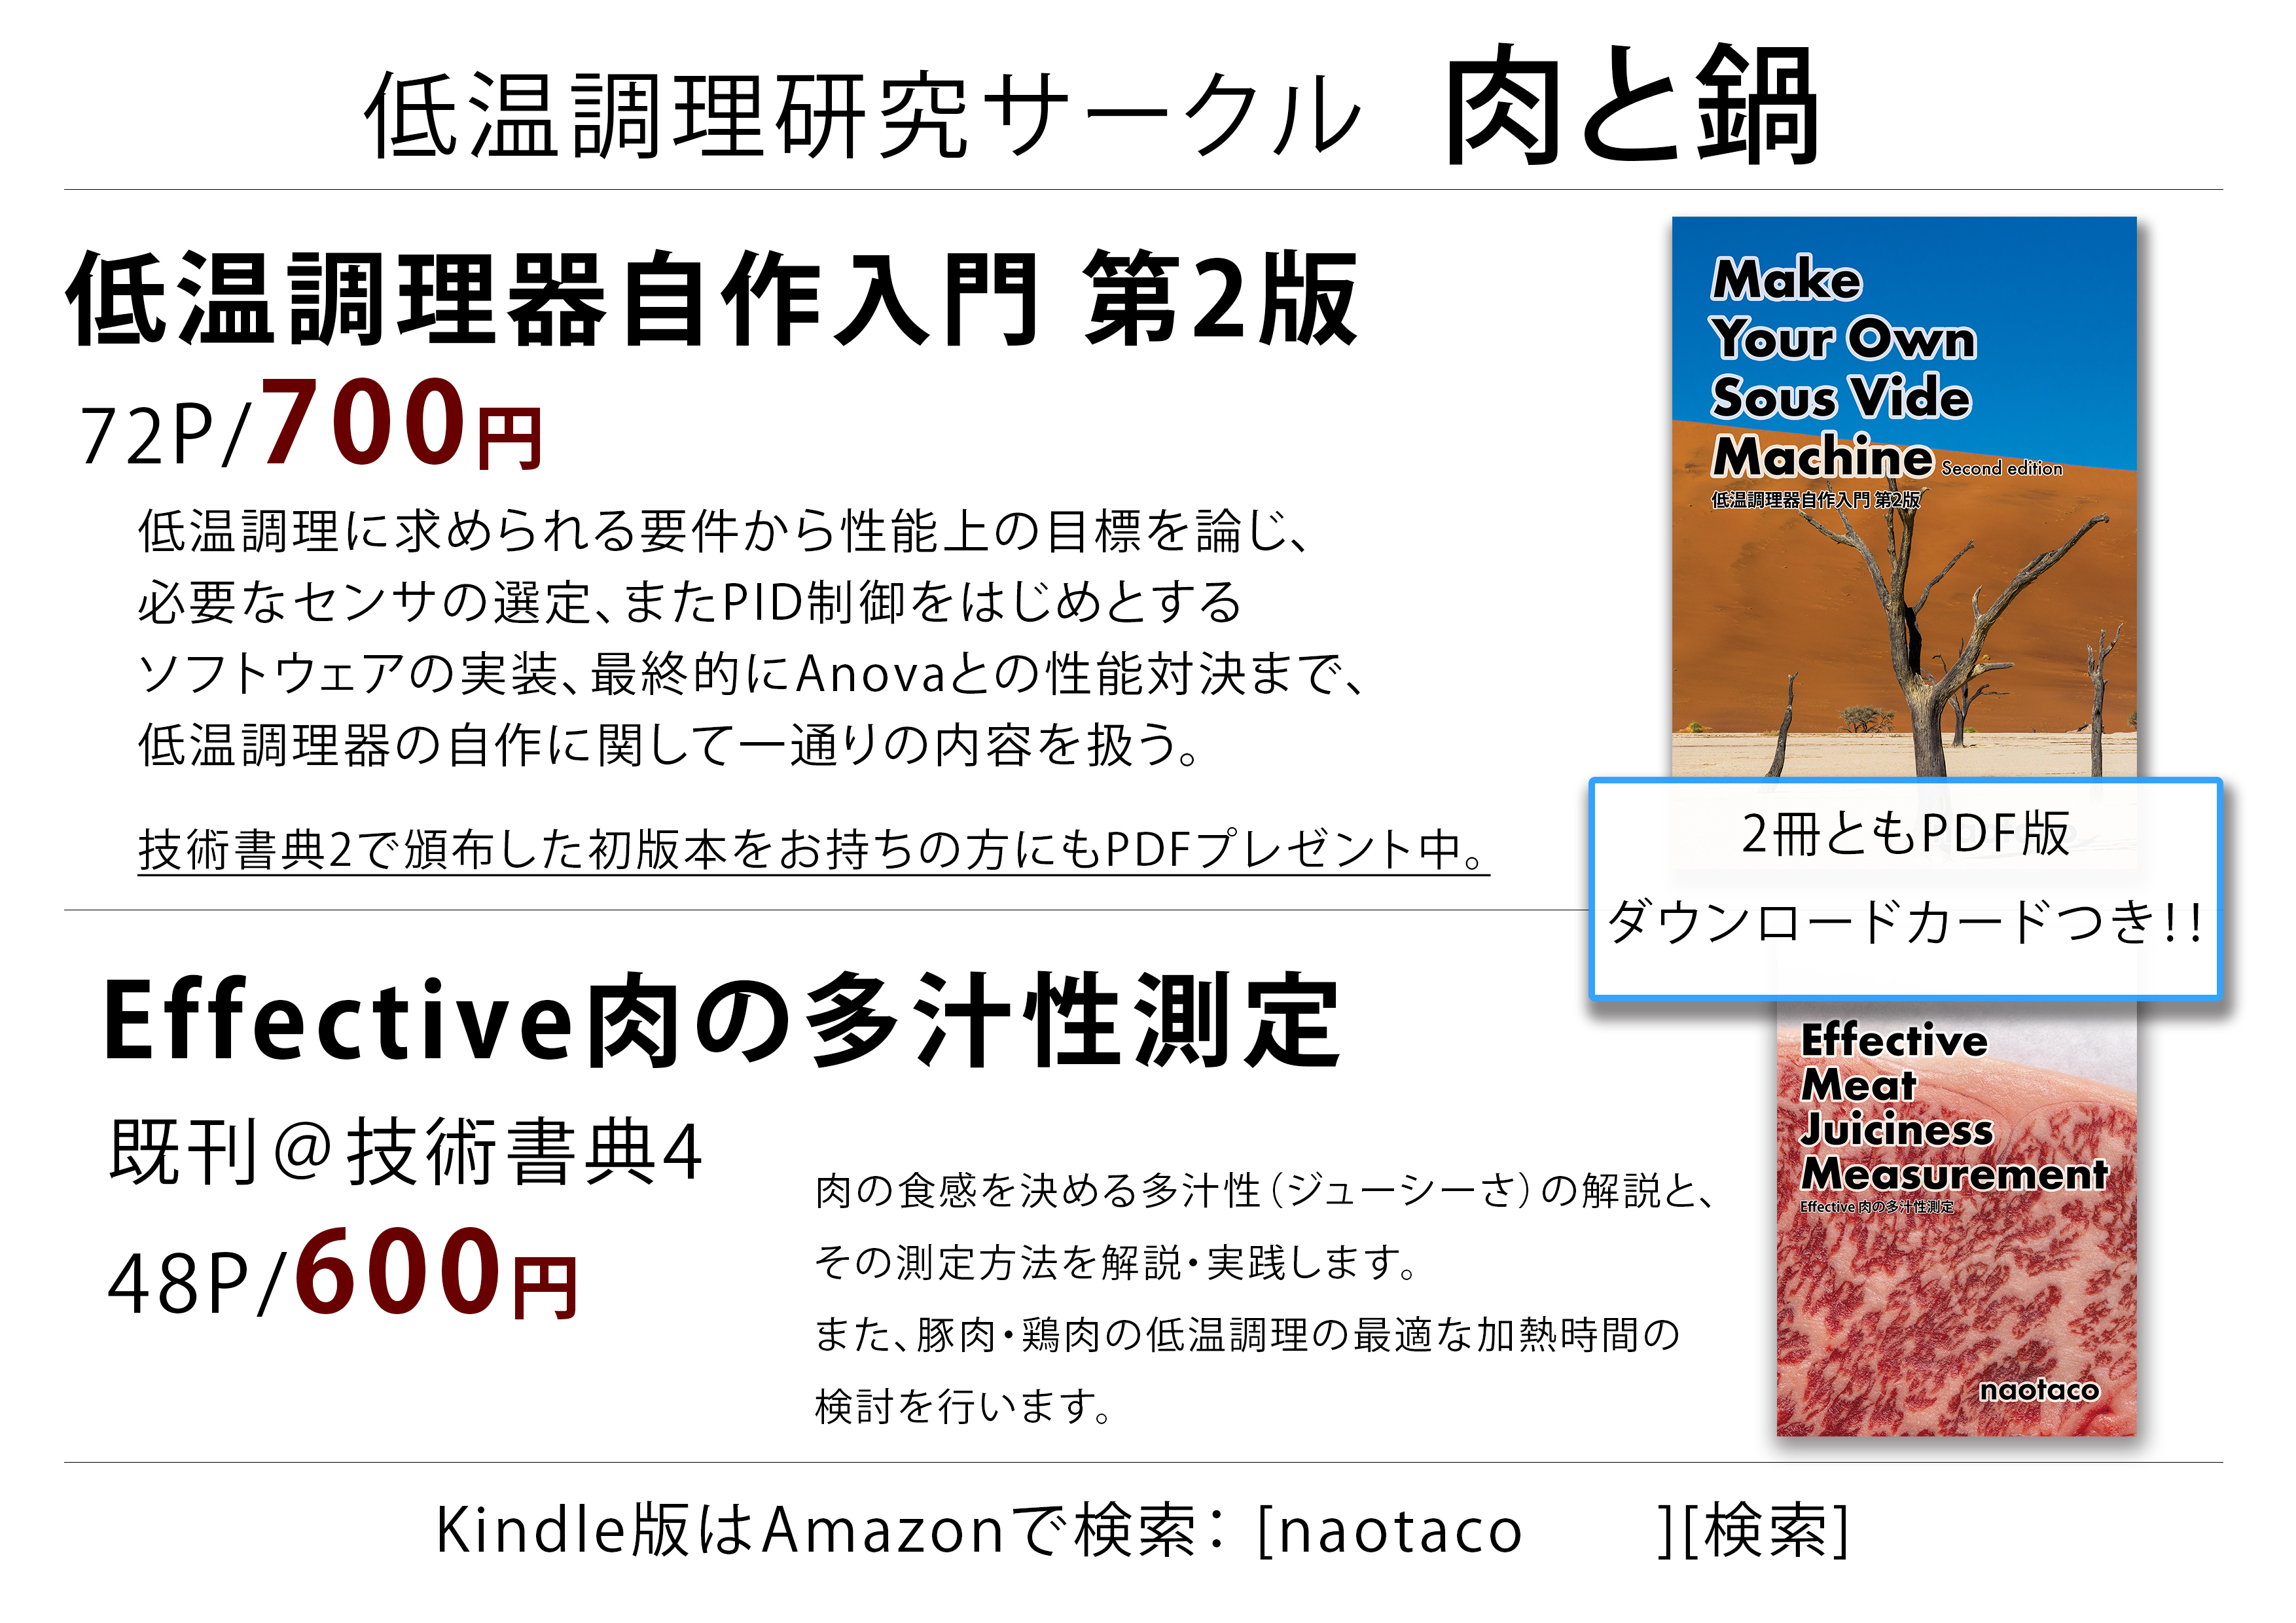 低温調理研究サークル 肉と鍋
低温調理器自作入門 第2版
72P/700円
低温調理に求められる要件から性能上の目標を論じ、
必要なセンサの選定、またPID制御をはじめとする
ソフトウェアの実装、最終的にAnovaとの性能対決まで、
低温調理器の自作に関して一通りの内容を扱う。
技術書典2で頒布した初版本をお持ちの方にもPDFプレゼント中。
Make
Your Own
Sous Vide
Machine Second edition
低温調理器自作入門 第2版
2冊ともPDF版
ダウンロードカードつき!!
Effective肉の多汁性測定
既刊@技術書典4
48P/600円
肉の食感を決める多汁性(ジューシーさ)の解説と、
その測定方法を解説・実践します。
また、豚肉・鶏肉の低温調理の最適な加熱時間の
検討を行います。
Effective
Meat
Juiciness
Measurement
Effective 肉の多汁性測定
naotaco
Kindle版はAmazonで検索: [naotaco ][検索]